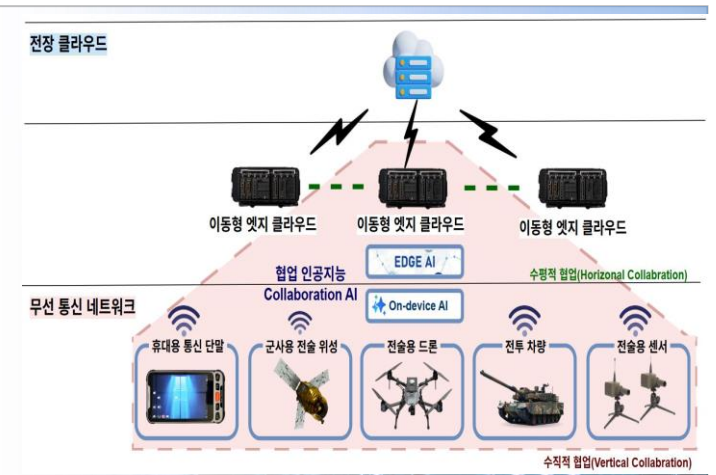 전장 클라우드
이동형 엣지 클라우드
이동형 엣지 클라우드
이동형 엣지 클라우드
EDGE AI
협업 인공지능
Collaboration AI
수평적 협업(Horizonal Collabration)
On-device AI
무선 통신 네트워크
휴대용 통신 단말
군사용 전술 위성
전술용 드론
전투 차량
전술용 센서
수직적 협업(Vertical Collabration)